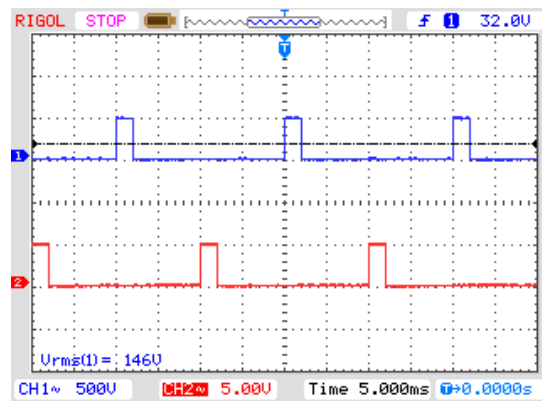 RIGOL STOP T f 1 32.0V
T
1
2
Vrms(1)= 146V
CH1~ 500V CH2~ 5.00V Time 5.000ms T→0.0000s